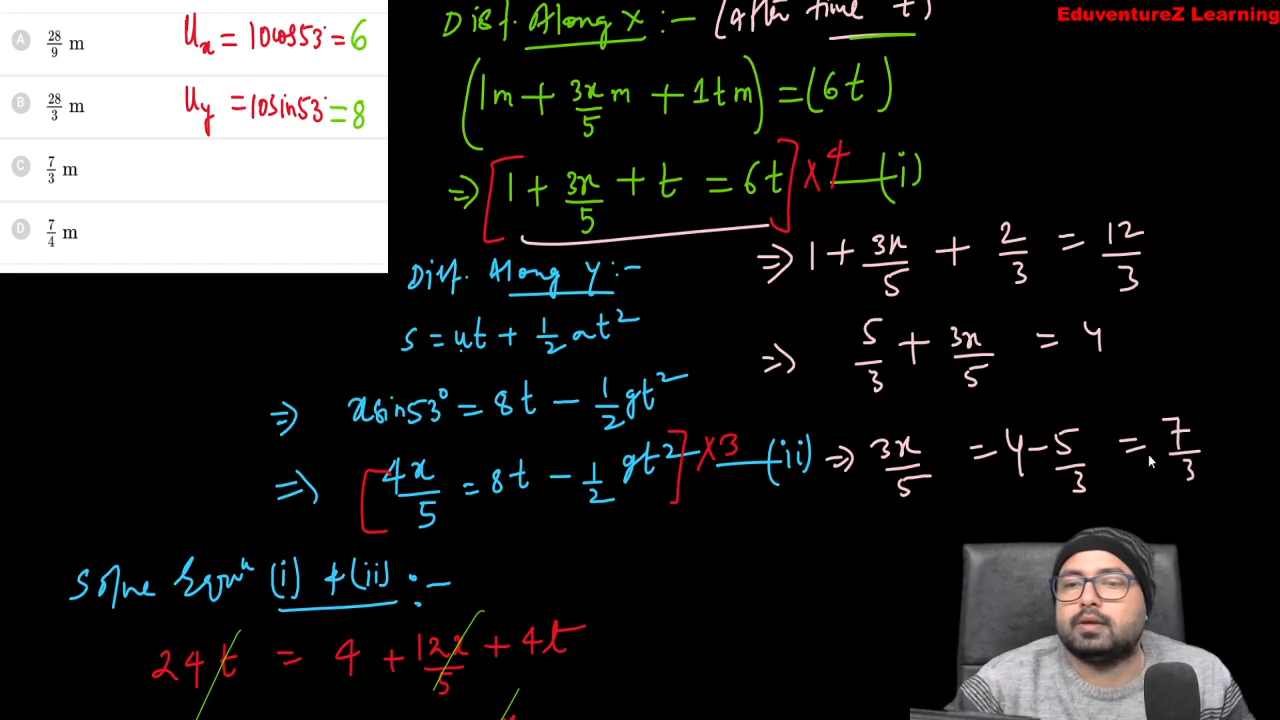 EduventureZ Learning
A 28/9 m
B 28/3 m
C 7/3 m
D 7/4 m
Ux = 10cos53° = 6
Uy = 10sin53° = 8
Dist. Along X :- (After time t)
(1m + 3x/5 m + 1tm) = (6t)
⇒ [1 + 3x/5 + t = 6t] ×4 —(i)
Dist. Along Y :-
s = ut + 1/2 at²
⇒ x sin53° = 8t − 1/2 gt²
⇒ [4x/5 = 8t − 1/2 gt²] ×3 —(ii)
⇒ 1 + 3x/5 + 2/3 = 12/3
⇒ 5/3 + 3x/5 = 4
⇒ 3x/5 = 4 − 5/3 = 7/3
Solve Equⁿ (i) + (ii) :-
24t = 4 + 12x/5 + 4t